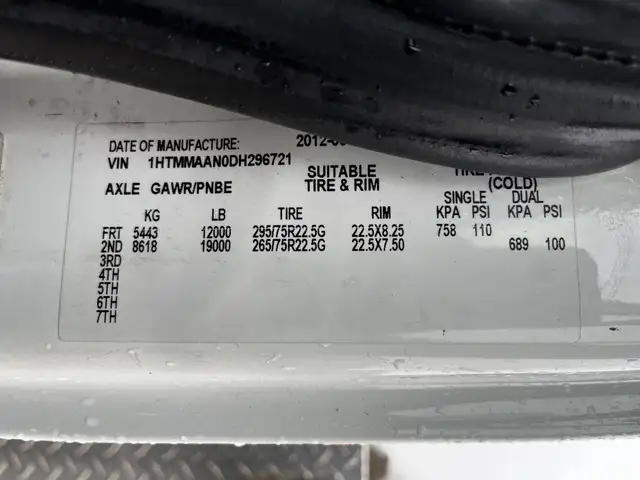 DATE OF MANUFACTURE: 2012-0
VIN 1HTMMAAN0DH296721
AXLE GAWR/PNBE SUITABLE TIRE & RIM (COLD)
SINGLE DUAL
KG LB TIRE RIM KPA PSI KPA PSI
FRT 5443 12000 295/75R22.5G 22.5X8.25 758 110
2ND 8618 19000 265/75R22.5G 22.5X7.50 689 100
3RD
4TH
5TH
6TH
7TH